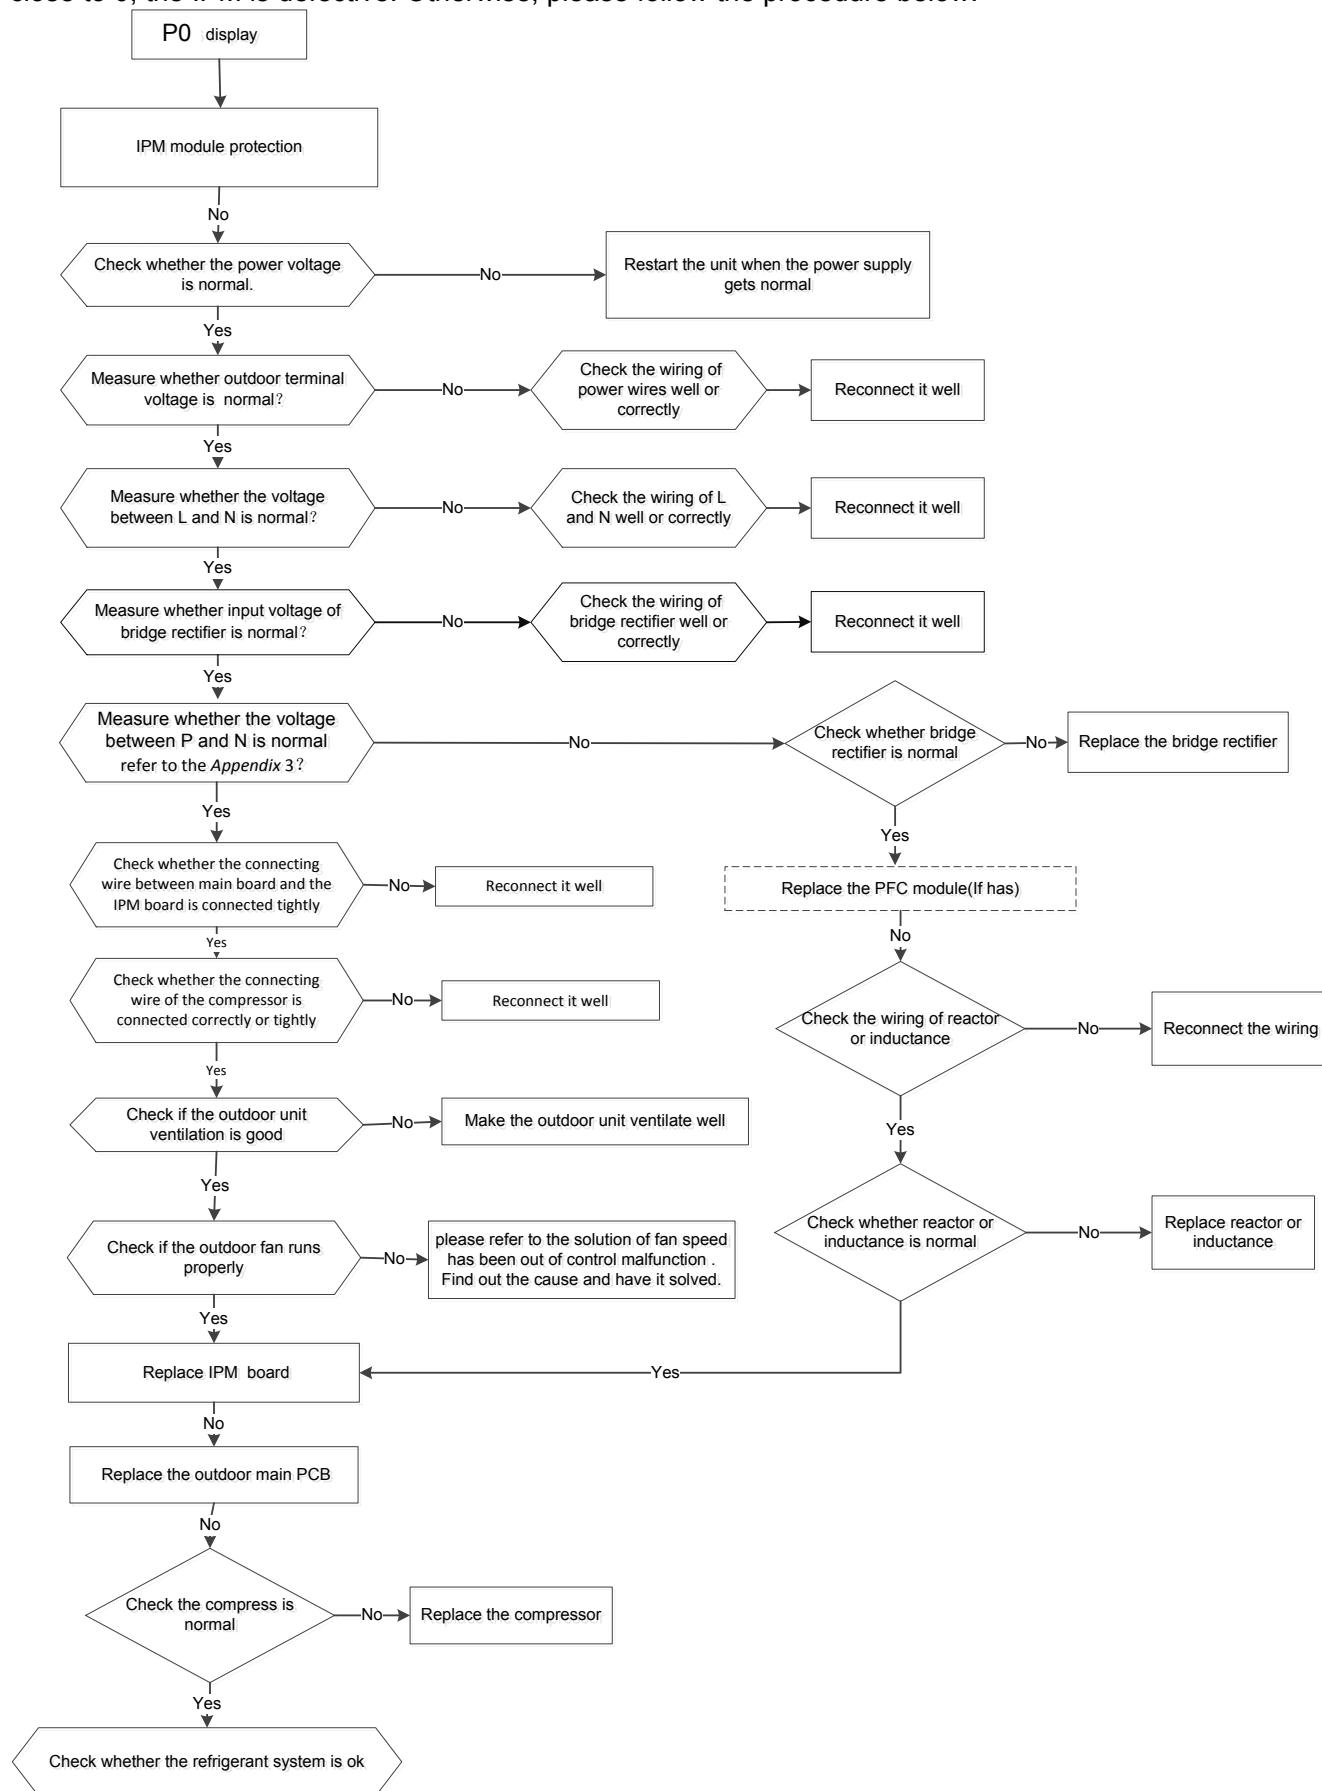 close to 0, the IPM is defective. Otherwise, please follow the procedure below:
P0 display
IPM module protection
No
Check whether the power voltage
is normal.
No
Restart the unit when the power supply
gets normal
Yes
Measure whether outdoor terminal
voltage is normal?
No
Check the wiring of
power wires well or
correctly
Reconnect it well
Yes
Measure whether the voltage
between L and N is normal?
No
Check the wiring of L
and N well or correctly
Reconnect it well
Yes
Measure whether input voltage of
bridge rectifier is normal?
No
Check the wiring of
bridge rectifier well or
correctly
Reconnect it well
Yes
Measure whether the voltage
between P and N is normal
refer to the Appendix 3?
No
Check whether bridge
rectifier is normal
No
Replace the bridge rectifier
Yes
Yes
Check whether the connecting
wire between main board and the
IPM board is connected tightly
No
Reconnect it well
Replace the PFC module(If has)
No
Yes
Check whether the connecting
wire of the compressor is
connected correctly or tightly
No
Reconnect it well
Check the wiring of reactor
or inductance
No
Reconnect the wiring
Yes
Check if the outdoor unit
ventilation is good
No
Make the outdoor unit ventilate well
Yes
Yes
Check if the outdoor fan runs
properly
No
please refer to the solution of fan speed
has been out of control malfunction .
Find out the cause and have it solved.
Check whether reactor or
inductance is normal
No
Replace reactor or
inductance
Yes
Replace IPM board
Yes
No
Replace the outdoor main PCB
No
Check the compress is
normal
No
Replace the compressor
Yes
Check whether the refrigerant system is ok